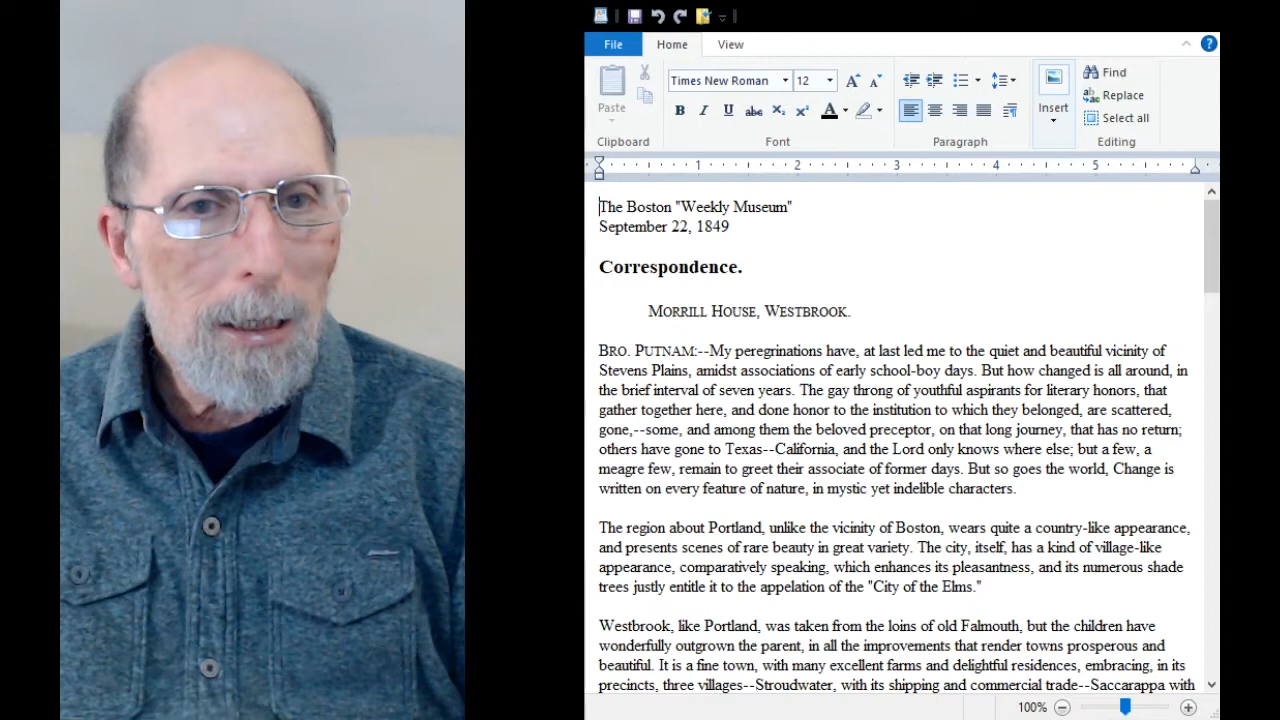 File Home View
Times New Roman 12 Find
Paste Insert Replace
B I U abc X₂ X² A Select all
Clipboard Font Paragraph Editing
1 2 3 4 5
The Boston "Weekly Museum"
September 22, 1849
Correspondence.
MORRILL HOUSE, WESTBROOK.
BRO. PUTNAM:--My peregrinations have, at last led me to the quiet and beautiful vicinity of
Stevens Plains, amidst associations of early school-boy days. But how changed is all around, in
the brief interval of seven years. The gay throng of youthful aspirants for literary honors, that
gather together here, and done honor to the institution to which they belonged, are scattered,
gone,--some, and among them the beloved preceptor, on that long journey, that has no return;
others have gone to Texas--California, and the Lord only knows where else; but a few, a
meagre few, remain to greet their associate of former days. But so goes the world, Change is
written on every feature of nature, in mystic yet indelible characters.
The region about Portland, unlike the vicinity of Boston, wears quite a country-like appearance,
and presents scenes of rare beauty in great variety. The city, itself, has a kind of village-like
appearance, comparatively speaking, which enhances its pleasantness, and its numerous shade
trees justly entitle it to the appelation of the "City of the Elms."
Westbrook, like Portland, was taken from the loins of old Falmouth, but the children have
wonderfully outgrown the parent, in all the improvements that render towns prosperous and
beautiful. It is a fine town, with many excellent farms and delightful residences, embracing, in its
precincts, three villages--Stroudwater, with its shipping and commercial trade--Saccarappa with
100%